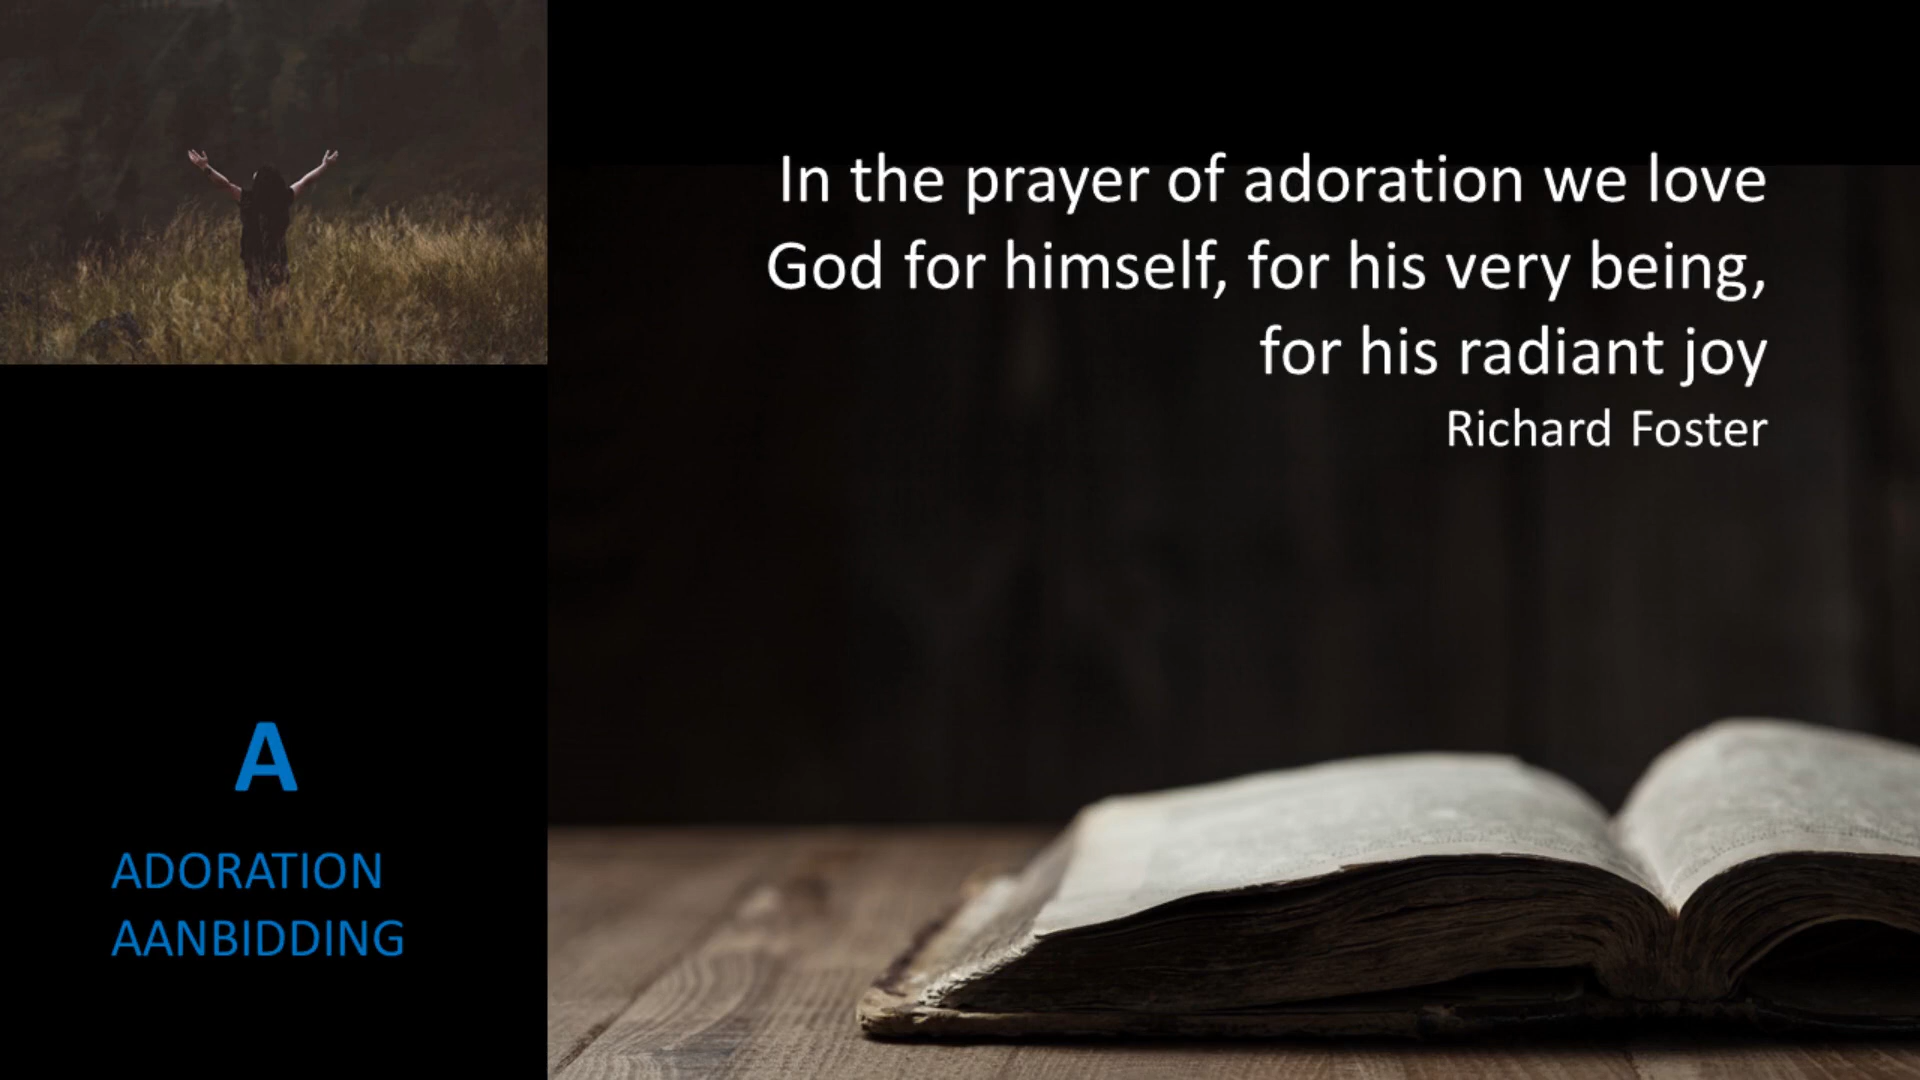 In the prayer of adoration we love
God for himself, for his very being,
for his radiant joy
Richard Foster
A
ADORATION
AANBIDDING